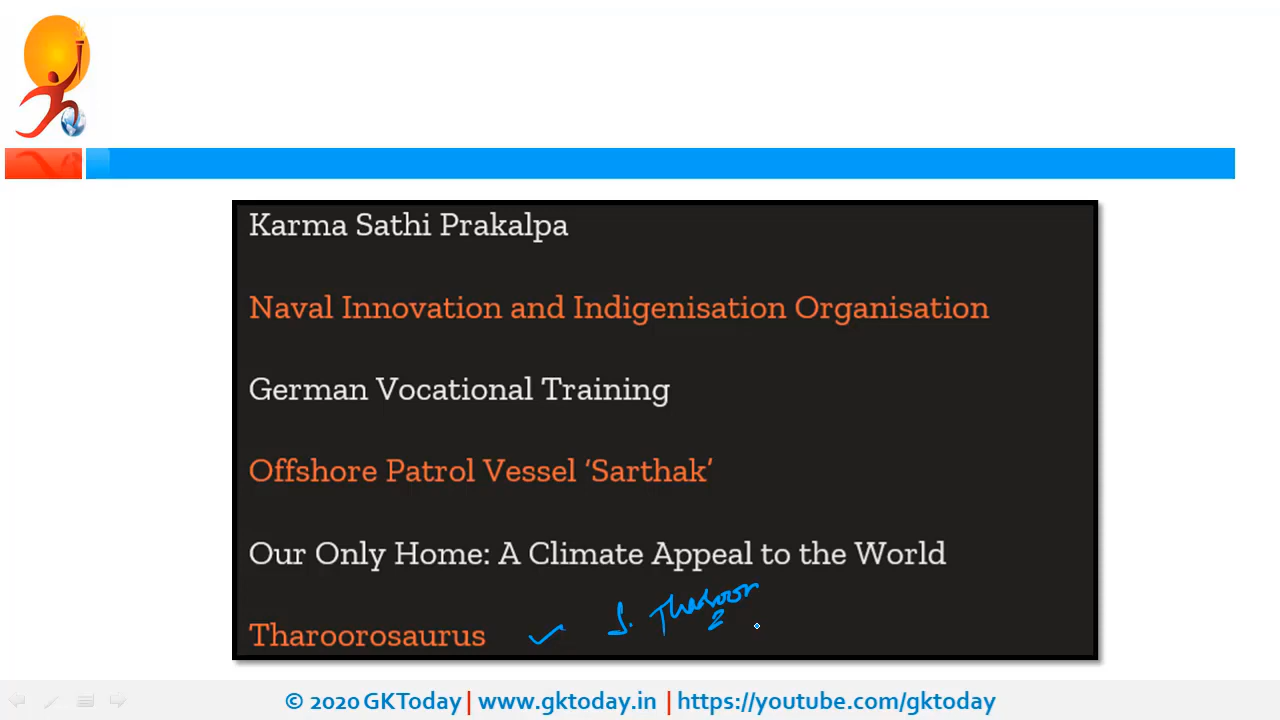 Karma Sathi Prakalpa
Naval Innovation and Indigenisation Organisation
German Vocational Training
Offshore Patrol Vessel ‘Sarthak’
Our Only Home: A Climate Appeal to the World
Tharoorosaurus S. Tharoor
© 2020 GKToday | www.gktoday.in | https://youtube.com/gktoday